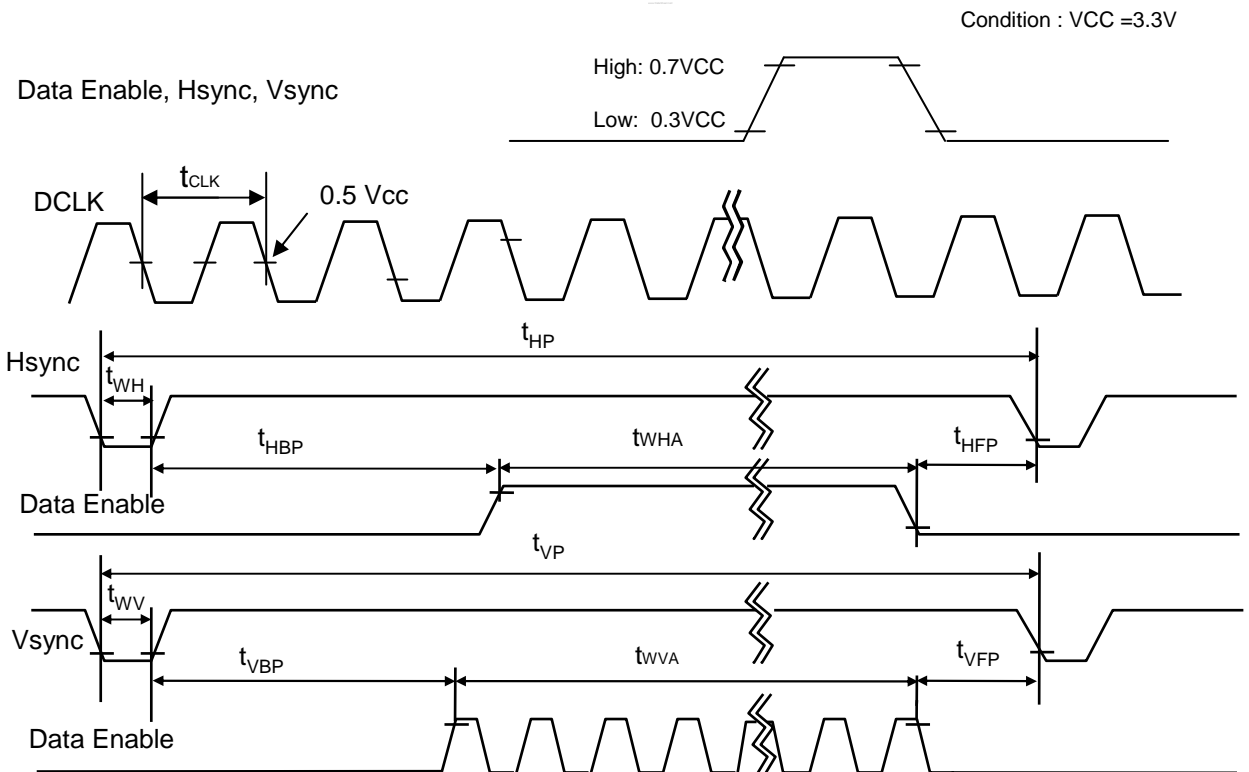 Condition : VCC =3.3V
High: 0.7VCC
Data Enable, Hsync, Vsync
Low: 0.3VCC
tCLK
0.5 Vcc
DCLK
tHP
Hsync
tWH
tHBP
tWHA
tHFP
Data Enable
tVP
tWV
Vsync
tVBP
tWVA
tVFP
Data Enable